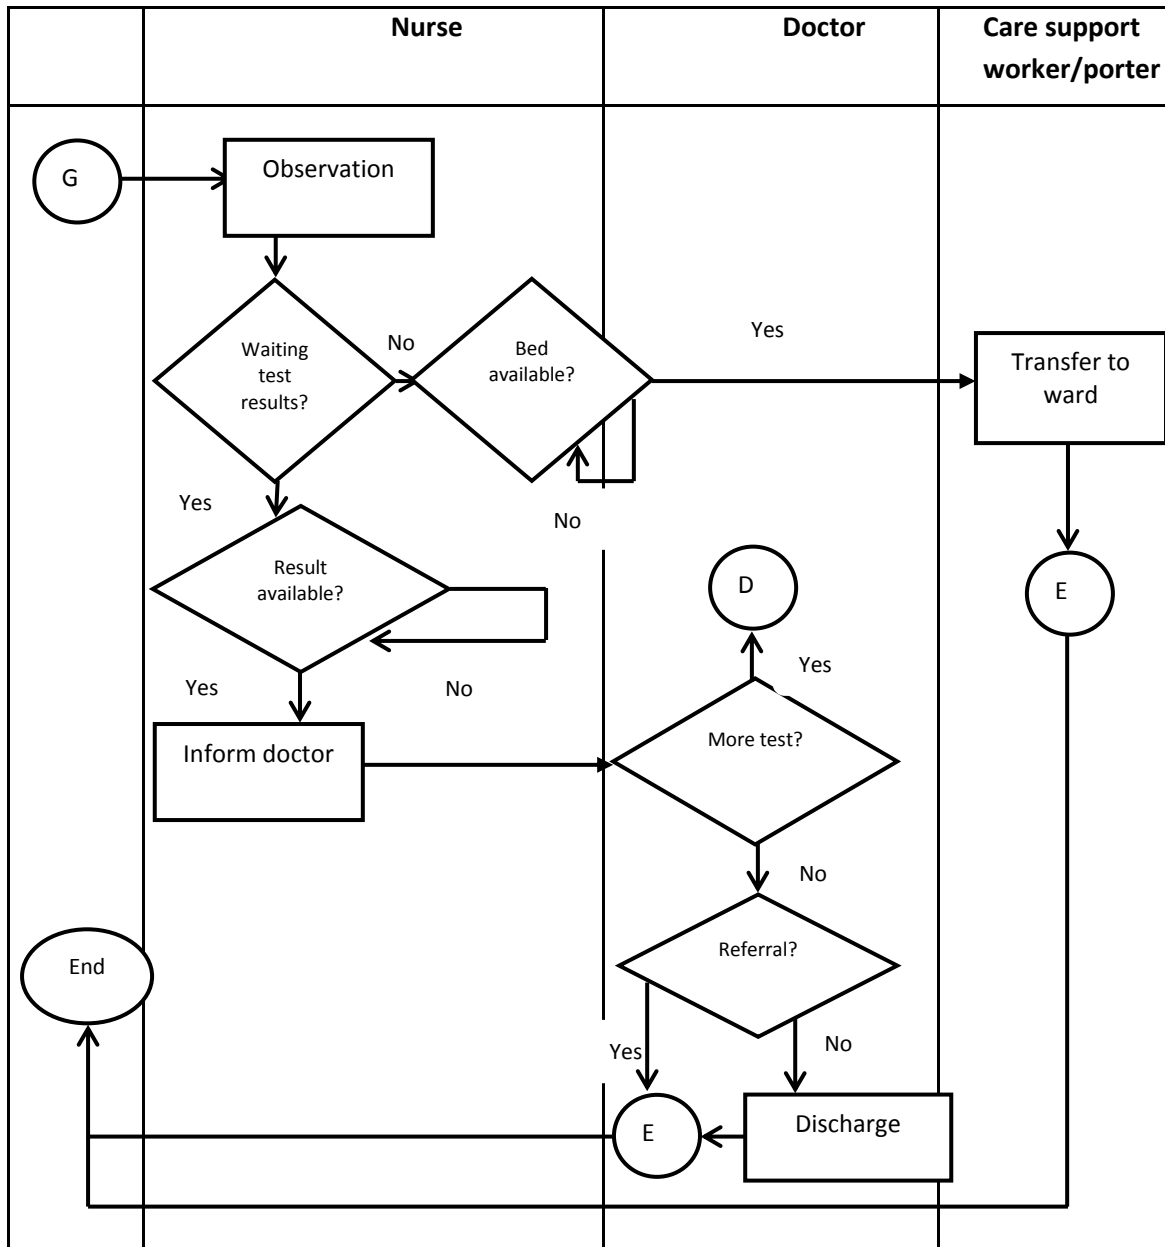 Nurse
Doctor
Care support
worker/porter
G
Observation
Waiting
test
results?
No
Bed
available?
Yes
Transfer to
ward
Yes
No
Result
available?
D
E
Yes
No
Yes
Inform doctor
More test?
No
Referral?
End
Yes
No
E
Discharge